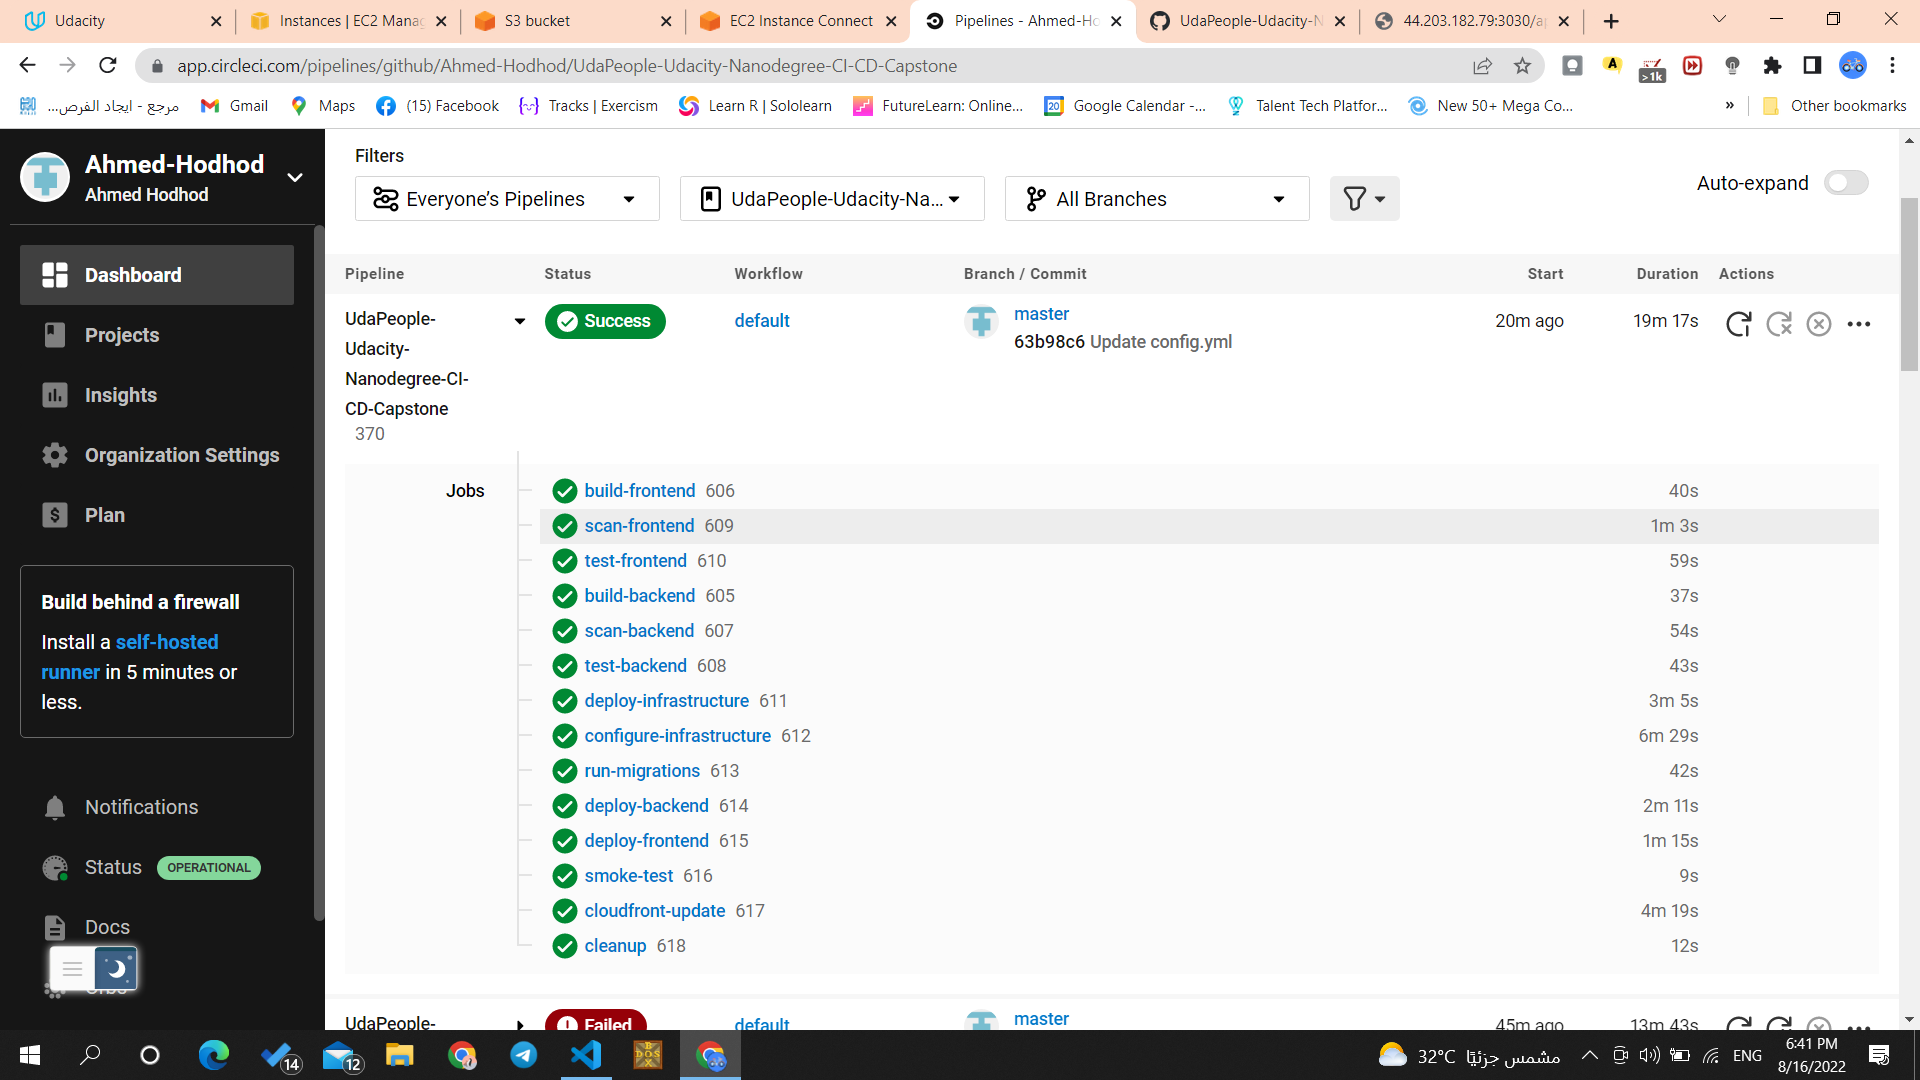 Udacity
Instances | EC2 Manag
S3 bucket
EC2 Instance Connect
Pipelines - Ahmed-Ho
UdaPeople-Udacity-N
44.203.182.79:3030/ap
app.circleci.com/pipelines/github/Ahmed-Hodhod/UdaPeople-Udacity-Nanodegree-CI-CD-Capstone
>1k
مرجع - ايجاد الفرص...
Gmail
Maps
(15) Facebook
Tracks | Exercism
Learn R | Sololearn
FutureLearn: Online...
Google Calendar -...
Talent Tech Platfor...
New 50+ Mega Co...
»
Other bookmarks
Ahmed-Hodhod
Ahmed Hodhod
Dashboard
Projects
Insights
Organization Settings
Plan
Build behind a firewall
Install a self-hosted
runner in 5 minutes or
less.
Notifications
Status OPERATIONAL
Docs
Filters
Everyone's Pipelines
UdaPeople-Udacity-Na...
All Branches
Auto-expand
Pipeline Status Workflow Branch / Commit Start Duration Actions
UdaPeople-
Udacity-
Nanodegree-CI-
CD-Capstone
370
Success
default
master
63b98c6 Update config.yml
20m ago
19m 17s
Jobs
build-frontend 606 40s
scan-frontend 609 1m 3s
test-frontend 610 59s
build-backend 605 37s
scan-backend 607 54s
test-backend 608 43s
deploy-infrastructure 611 3m 5s
configure-infrastructure 612 6m 29s
run-migrations 613 42s
deploy-backend 614 2m 11s
deploy-frontend 615 1m 15s
smoke-test 616 9s
cloudfront-update 617 4m 19s
cleanup 618 12s
UdaPeople-
Failed
default
master
45m ago
13m 43s
14
12
32°C مشمس جزئيًا
ENG
6:41 PM
8/16/2022